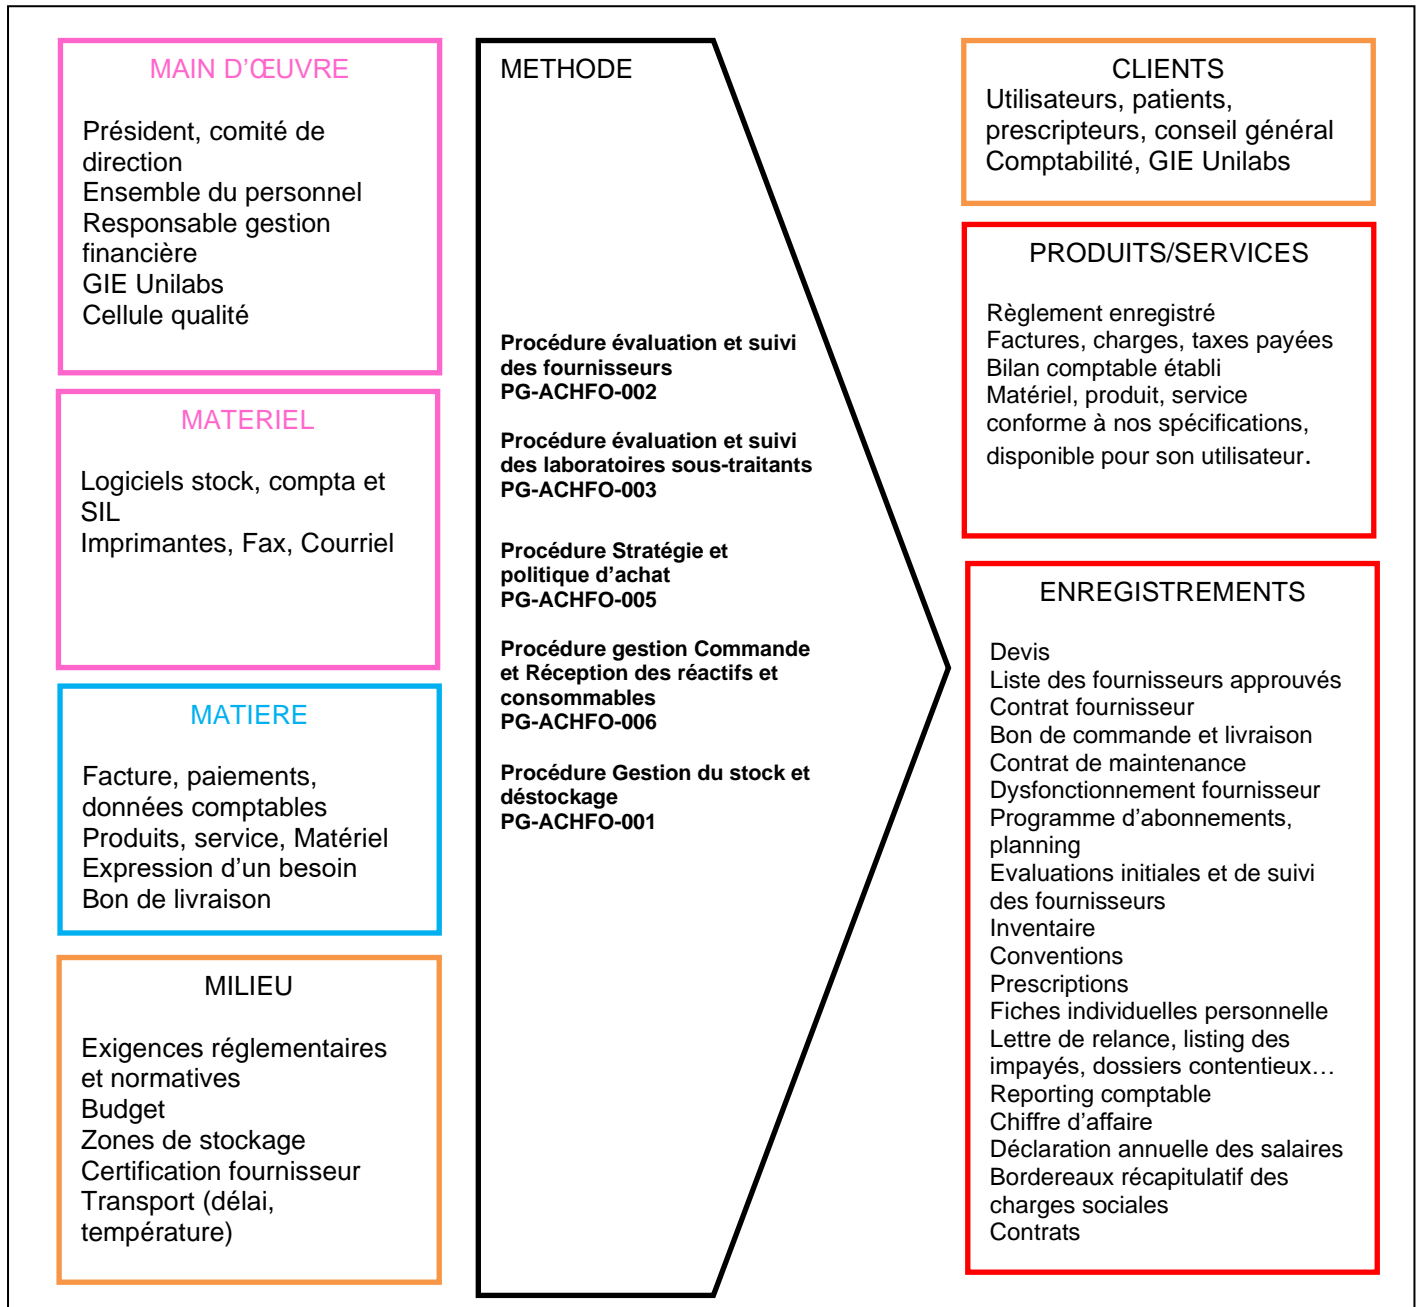 MAIN D'ŒUVRE
Président, comité de
direction
Ensemble du personnel
Responsable gestion
financière
GIE Unilabs
Cellule qualité
MATERIEL
Logiciels stock, compta et
SIL
Imprimantes, Fax, Courriel
MATIERE
Facture, paiements,
données comptables
Produits, service, Matériel
Expression d'un besoin
Bon de livraison
MILIEU
Exigences réglementaires
et normatives
Budget
Zones de stockage
Certification fournisseur
Transport (délai,
température)
METHODE
Procédure évaluation et suivi
des fournisseurs
PG-ACHFO-002
Procédure évaluation et suivi
des laboratoires sous-traitants
PG-ACHFO-003
Procédure Stratégie et
politique d'achat
PG-ACHFO-005
Procédure gestion Commande
et Réception des réactifs et
consommables
PG-ACHFO-006
Procédure Gestion du stock et
déstockage
PG-ACHFO-001
CLIENTS
Utilisateurs, patients,
prescripteurs, conseil général
Comptabilité, GIE Unilabs
PRODUITS/SERVICES
Règlement enregistré
Factures, charges, taxes payées
Bilan comptable établi
Matériel, produit, service
conforme à nos spécifications,
disponible pour son utilisateur.
ENREGISTREMENTS
Devis
Liste des fournisseurs approuvés
Contrat fournisseur
Bon de commande et livraison
Contrat de maintenance
Dysfonctionnement fournisseur
Programme d'abonnements,
planning
Evaluations initiales et de suivi
des fournisseurs
Inventaire
Conventions
Prescriptions
Fiches individuelles personnelle
Lettre de relance, listing des
impayés, dossiers contentieux…
Reporting comptable
Chiffre d'affaire
Déclaration annuelle des salaires
Bordereaux récapitulatif des
charges sociales
Contrats